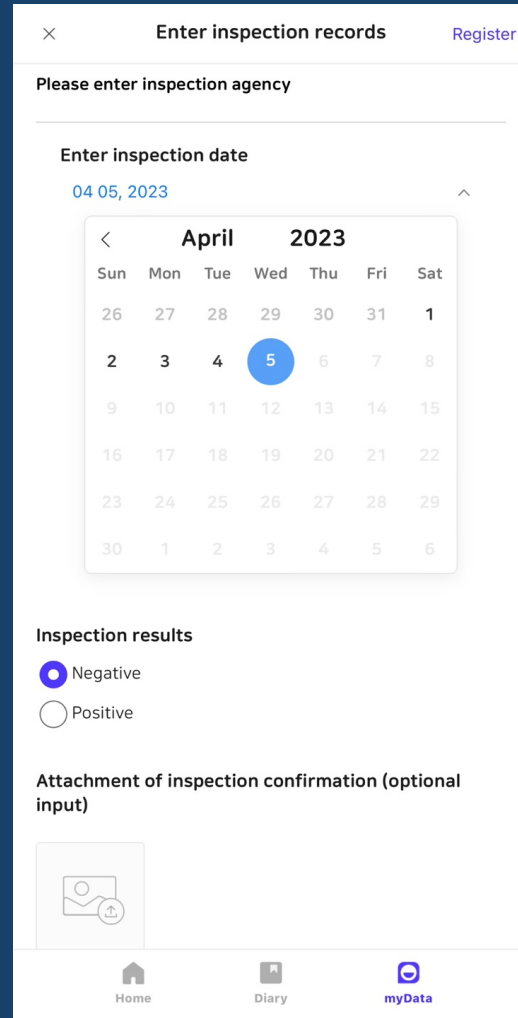 Enter inspection records Register
Please enter inspection agency
Enter inspection date
04 05, 2023
April 2023
Sun Mon Tue Wed Thu Fri Sat
26 27 28 29 30 31 1
2 3 4 5 6 7 8
9 10 11 12 13 14 15
16 17 18 19 20 21 22
23 24 25 26 27 28 29
30 1 2 3 4 5 6
Inspection results
Negative
Positive
Attachment of inspection confirmation (optional
input)
Home Diary myData